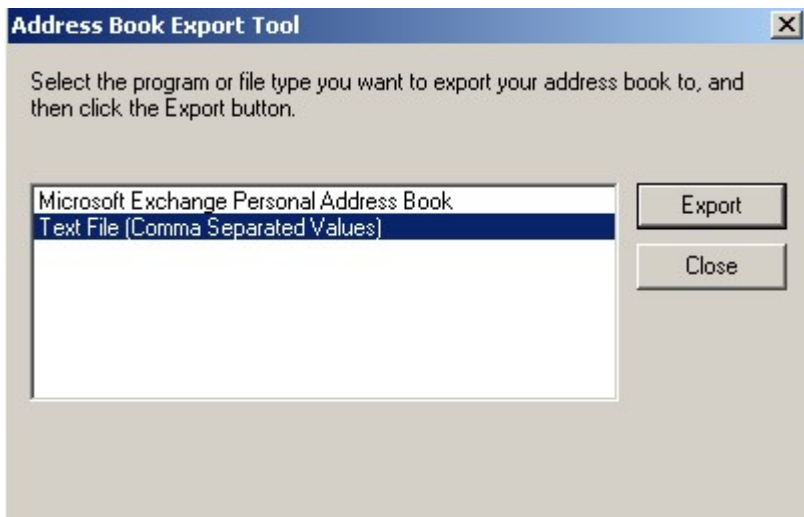 Address Book Export Tool
Select the program or file type you want to export your address book to, and
then click the Export button.
Microsoft Exchange Personal Address Book
Export
Text File (Comma Separated Values)
Close